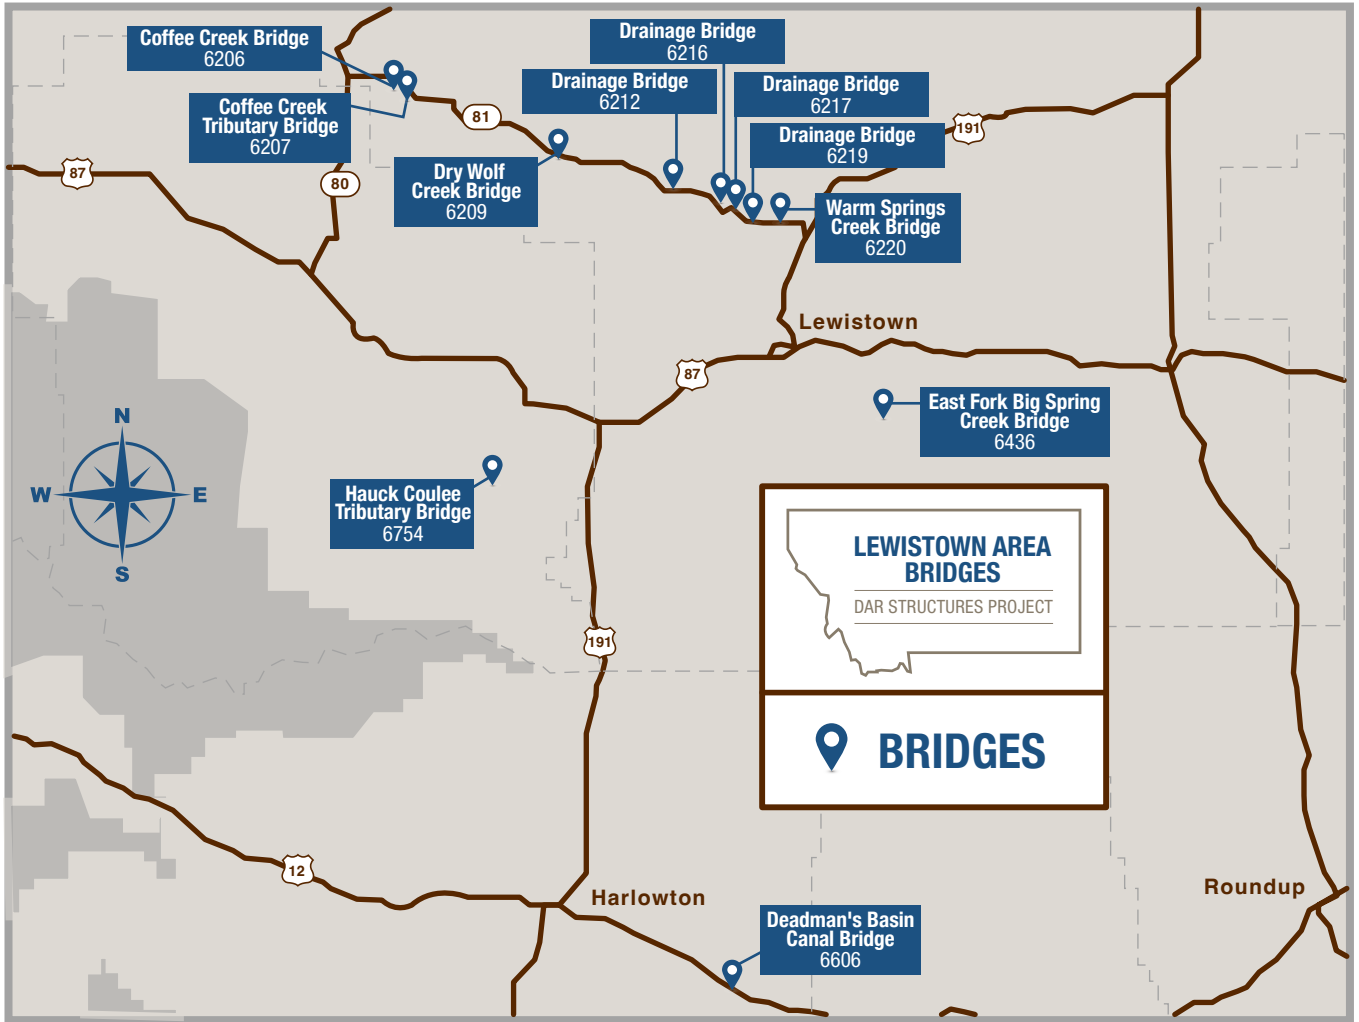 Coffee Creek Bridge
6206
Drainage Bridge
6216
Drainage Bridge
6212
Drainage Bridge
6217
Coffee Creek
Tributary Bridge
6207
81
191
Drainage Bridge
6219
87
80
Dry Wolf
Creek Bridge
6209
Warm Springs
Creek Bridge
6220
Lewistown
87
East Fork Big Spring
Creek Bridge
6436
N
W
E
S
Hauck Coulee
Tributary Bridge
6754
LEWISTOWN AREA
BRIDGES
DAR STRUCTURES PROJECT
191
BRIDGES
12
Harlowton
Roundup
Deadman's Basin
Canal Bridge
6606